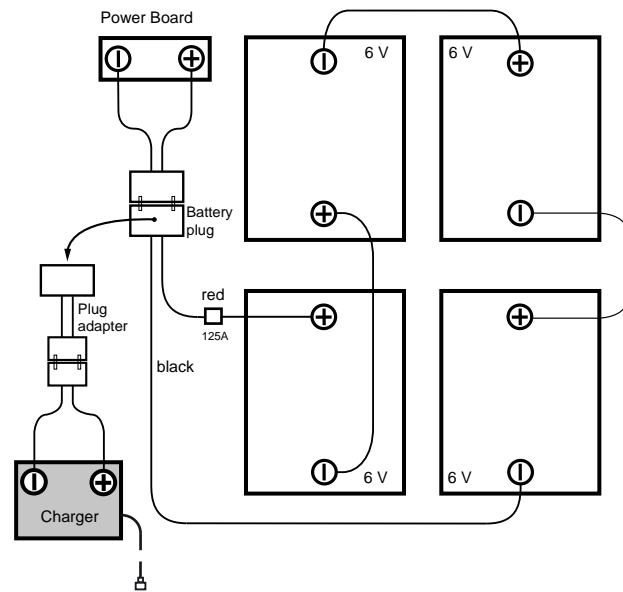 Power Board
6 V
6 V
Battery
plug
Plug
adapter
red
125A
black
6 V
6 V
Charger